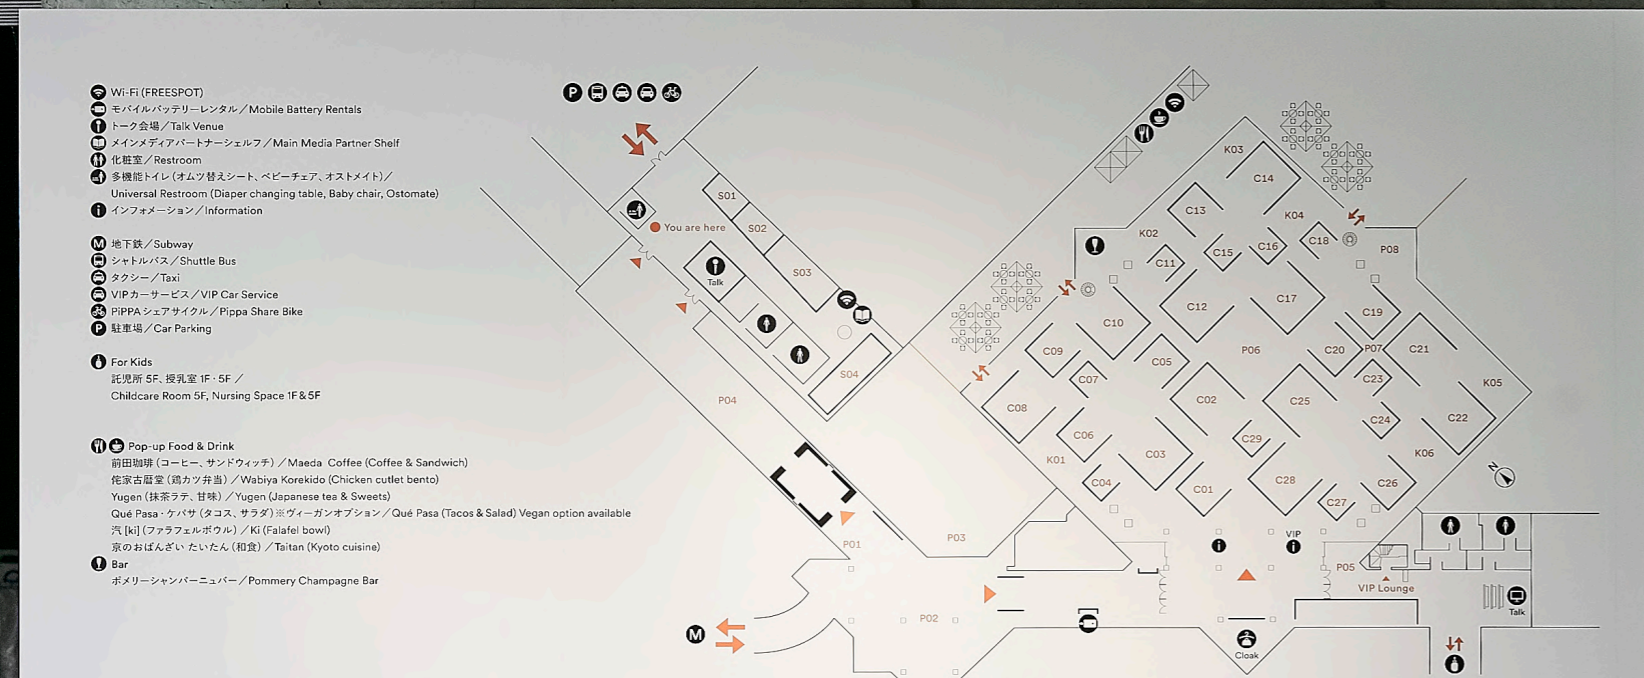 Wi-Fi (FREESPOT)
モバイルバッテリーレンタル／Mobile Battery Rentals
トーク会場／Talk Venue
メインメディアパートナーシェルフ／Main Media Partner Shelf
化粧室／Restroom
多機能トイレ（オムツ替えシート、ベビーチェア、オストメイト）／
Universal Restroom (Diaper changing table, Baby chair, Ostomate)
インフォメーション／Information
M 地下鉄／Subway
シャトルバス／Shuttle Bus
タクシー／Taxi
VIPカーサービス／VIP Car Service
PiPPAシェアサイクル／Pippa Share Bike
P 駐車場／Car Parking
For Kids
託児所 5F、授乳室 1F・5F ／
Childcare Room 5F, Nursing Space 1F & 5F
Pop-up Food & Drink
前田珈琲（コーヒー、サンドウィッチ）／Maeda Coffee (Coffee & Sandwich)
侘家古暦堂（鶏カツ弁当）／Wabiya Korekido (Chicken cutlet bento)
Yugen（抹茶ラテ、甘味）／Yugen (Japanese tea & Sweets)
Qué Pasa・ケパサ（タコス、サラダ）※ヴィーガンオプション／Qué Pasa (Tacos & Salad) Vegan option available
汽 [ki]（ファラフェルボウル）／Ki (Falafel bowl)
京のおばんざい たいたん（和食）／Taitan (Kyoto cuisine)
Bar
ポメリーシャンパーニュバー／Pommery Champagne Bar
P
You are here
S01
S02
S03
Talk
S04
P04
P01
P03
P02
M
K03
C14
C13
K04
K02
C15
C16
C18
P08
C11
C12
C17
C19
C10
C09
C05
P06
C20
P07
C21
C07
C23
K05
C08
C02
C25
C24
C22
C06
C29
K01
C03
K06
C04
C01
C28
C26
C27
N
VIP
P05
VIP Lounge
Talk
Cloak